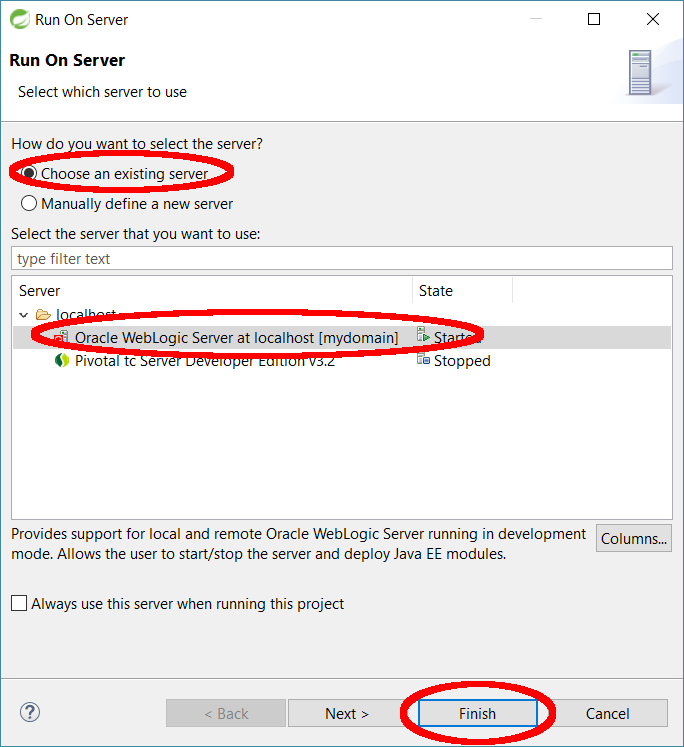 Run On Server
Run On Server
Select which server to use
How do you want to select the server?
Choose an existing server
Manually define a new server
Select the server that you want to use:
type filter text
Server State
localhost
Oracle WebLogic Server at localhost [mydomain] Started
Pivotal tc Server Developer Edition v3.2 Stopped
Provides support for local and remote Oracle WebLogic Server running in development
mode. Allows the user to start/stop the server and deploy Java EE modules.
Columns...
Always use this server when running this project
? < Back Next > Finish Cancel